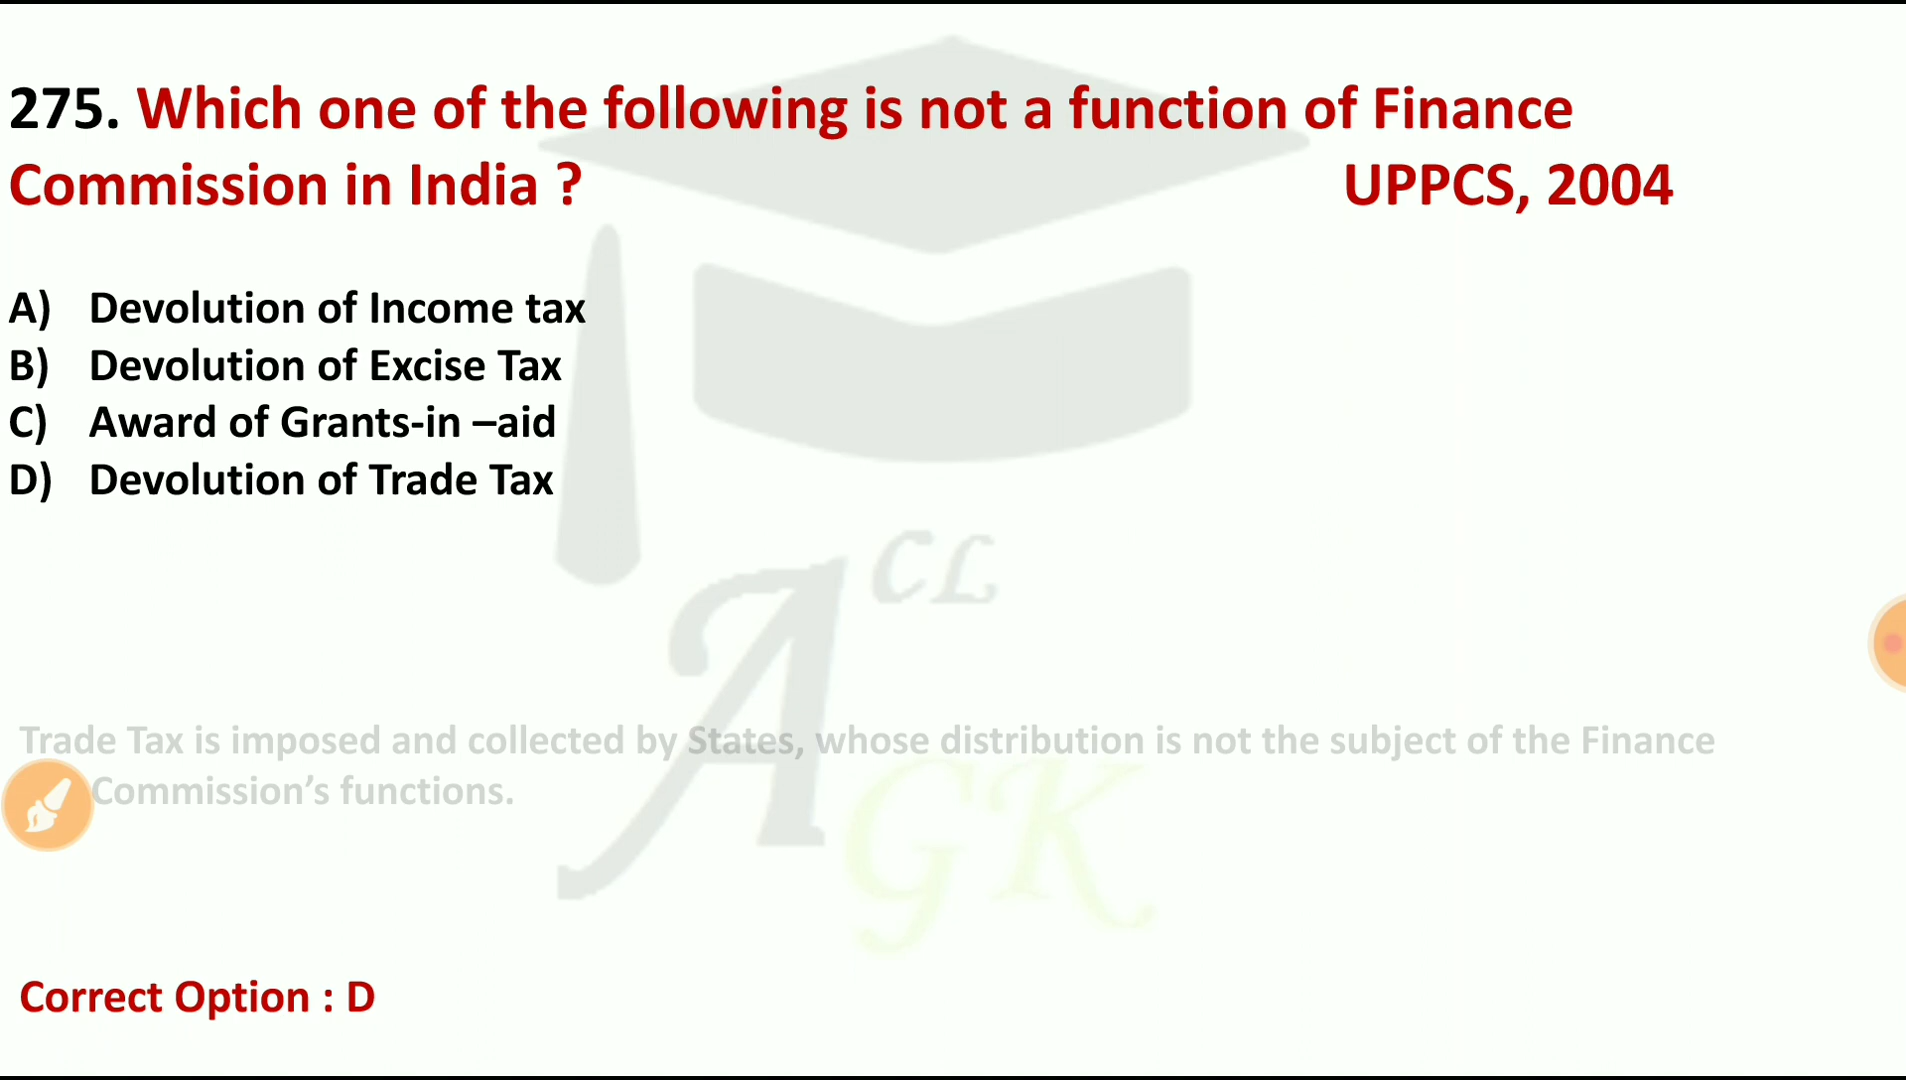 275. Which one of the following is not a function of Finance
Commission in India ? UPPCS, 2004
A) Devolution of Income tax
B) Devolution of Excise Tax
C) Award of Grants-in –aid
D) Devolution of Trade Tax
CL
A
GK
Trade Tax is imposed and collected by States, whose distribution is not the subject of the Finance
Commission’s functions.
Correct Option : D